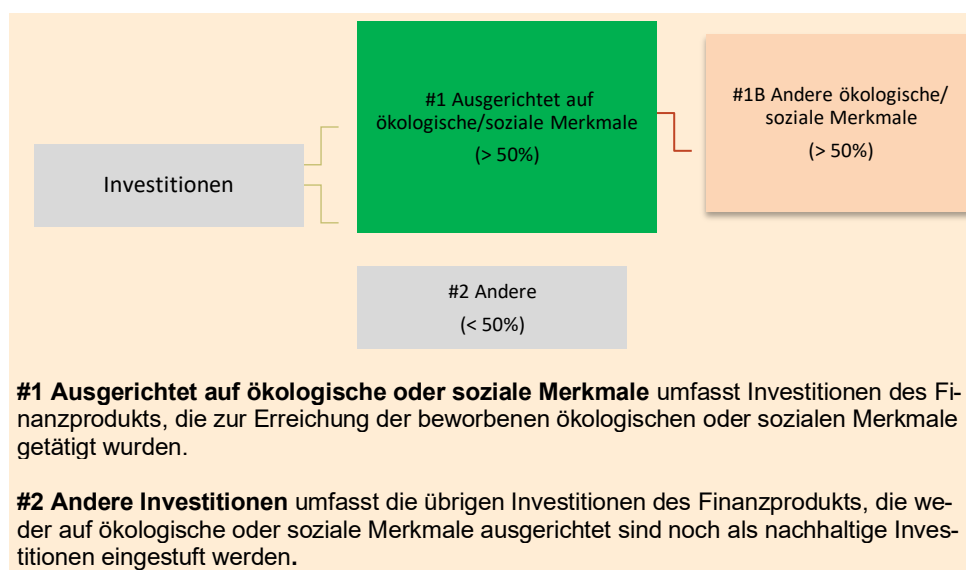 Investitionen
#1 Ausgerichtet auf
ökologische/soziale Merkmale
(> 50%)
#1B Andere ökologische/
soziale Merkmale
(> 50%)
#2 Andere
(< 50%)
#1 Ausgerichtet auf ökologische oder soziale Merkmale umfasst Investitionen des Fi-
nanzprodukts, die zur Erreichung der beworbenen ökologischen oder sozialen Merkmale
getätigt wurden.
#2 Andere Investitionen umfasst die übrigen Investitionen des Finanzprodukts, die we-
der auf ökologische oder soziale Merkmale ausgerichtet sind noch als nachhaltige Inves-
titionen eingestuft werden.